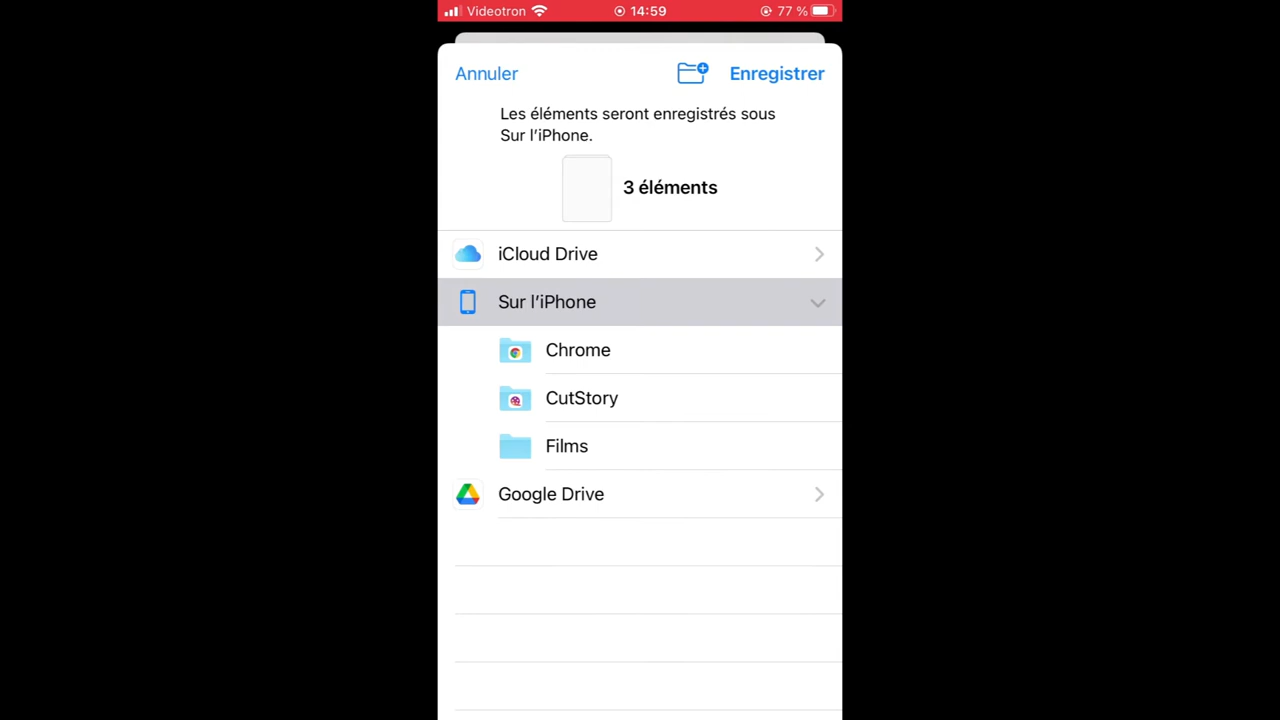 Videotron 14:59 77 %
Annuler Enregistrer
Les éléments seront enregistrés sous
Sur l’iPhone.
3 éléments
iCloud Drive
Sur l’iPhone
Chrome
CutStory
Films
Google Drive